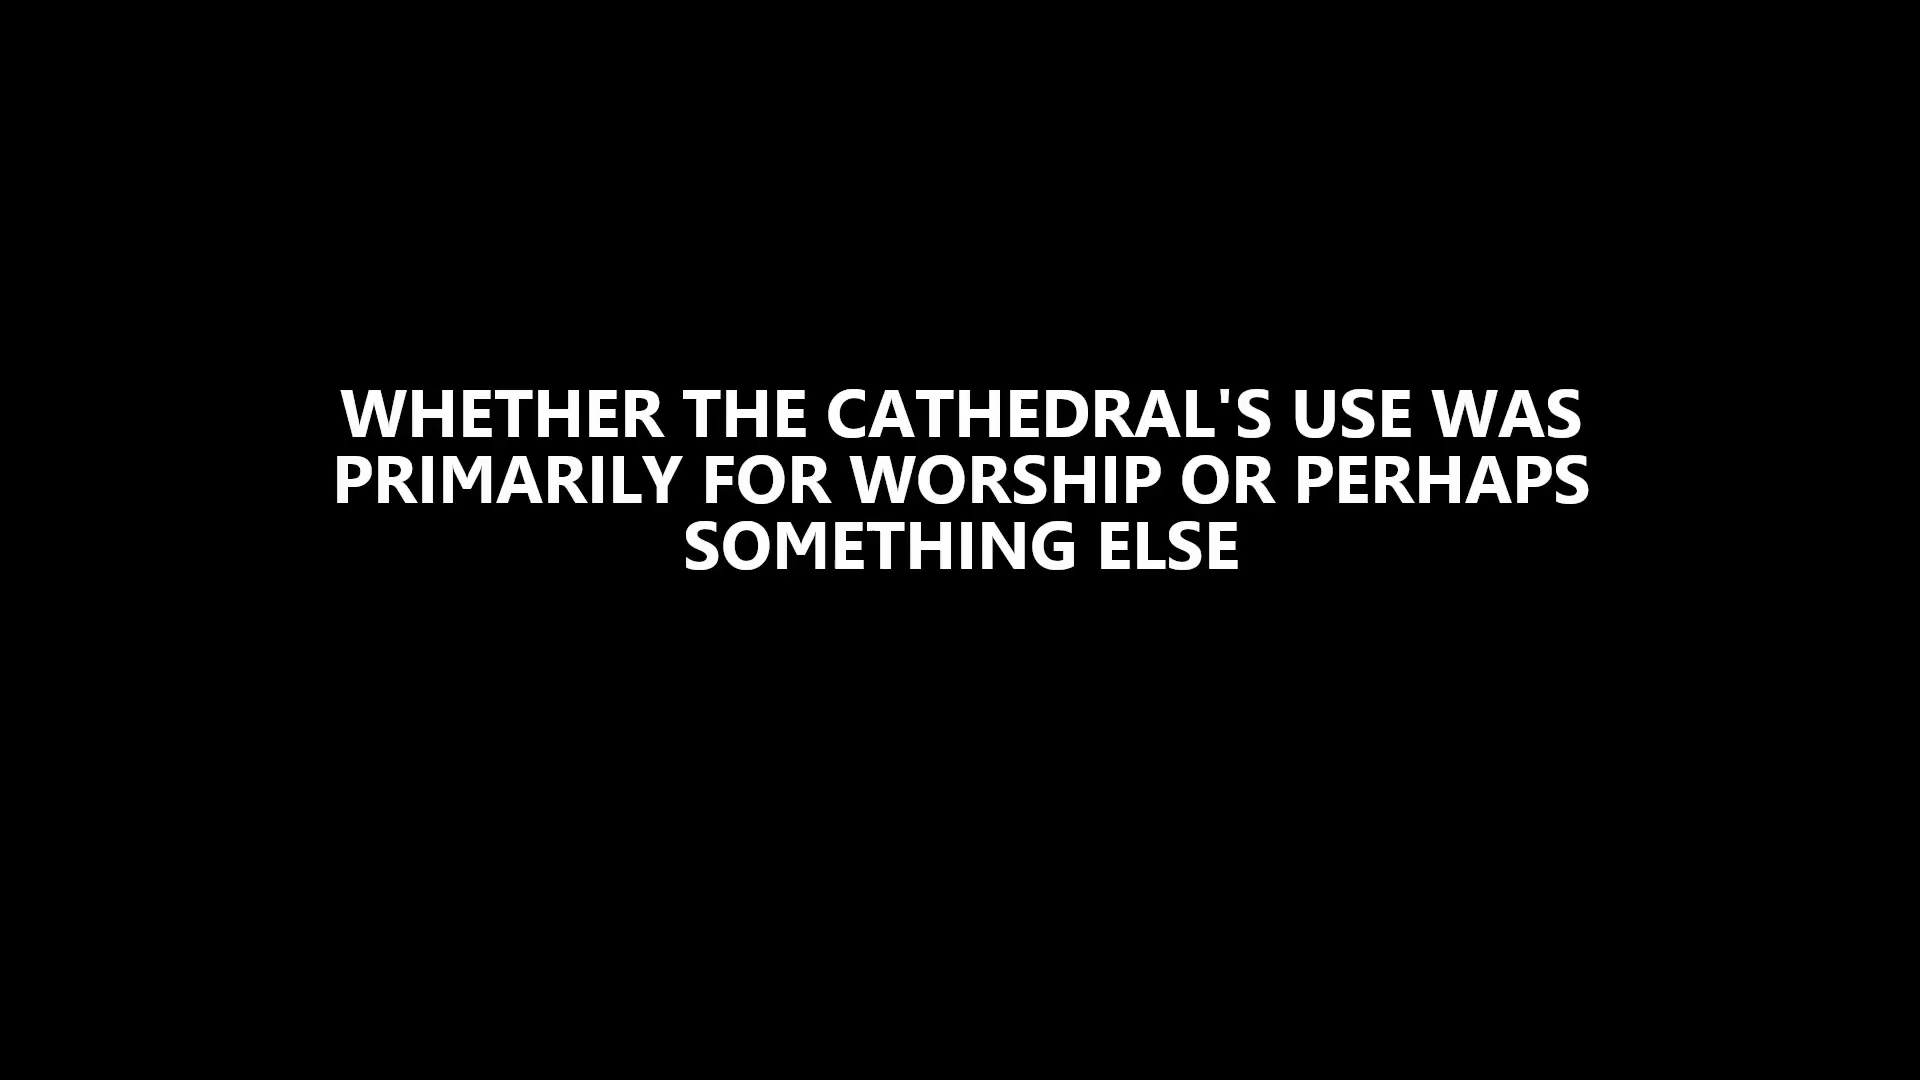 WHETHER THE CATHEDRAL'S USE WAS
PRIMARILY FOR WORSHIP OR PERHAPS
SOMETHING ELSE